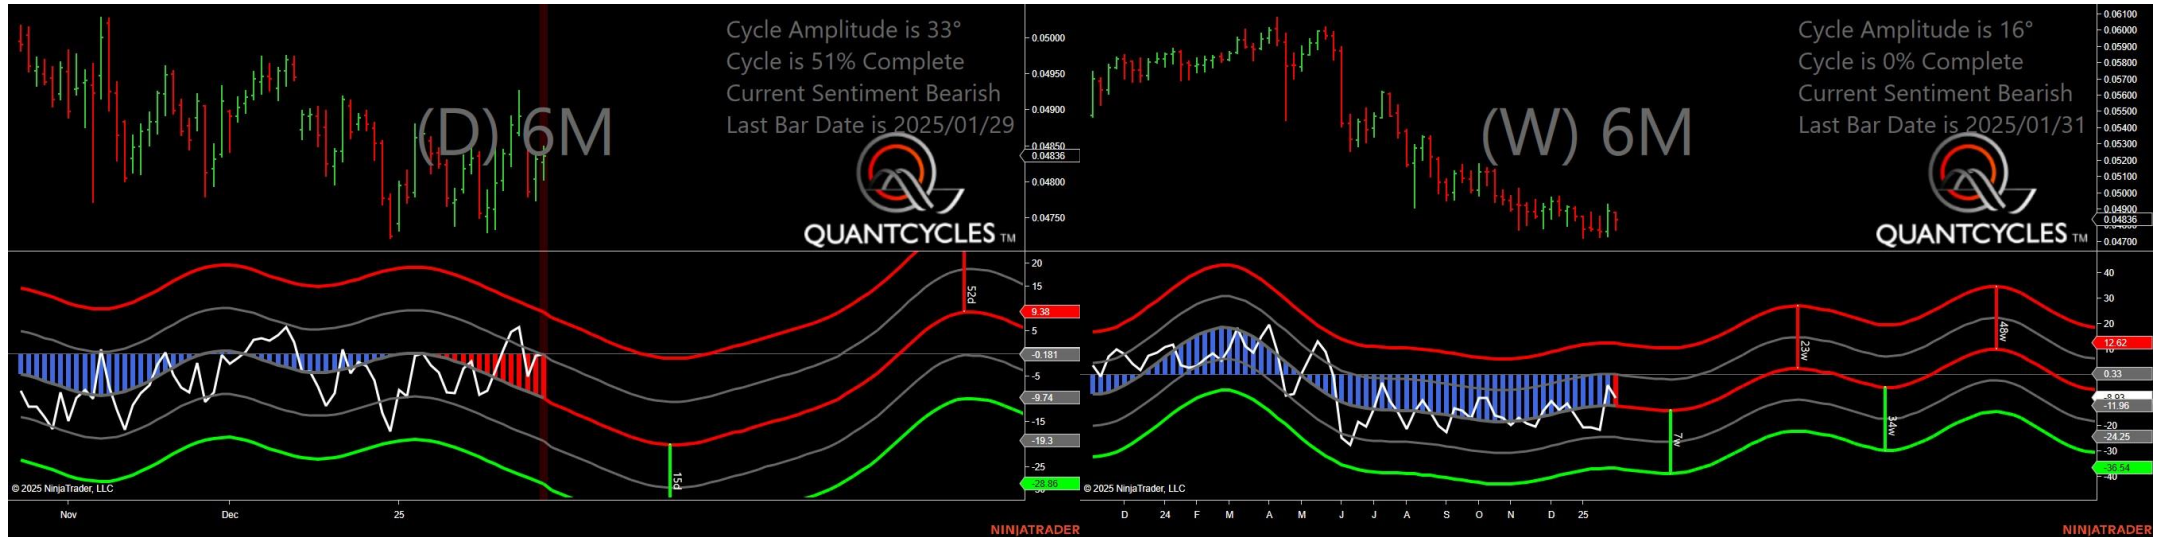 Cycle Amplitude is 33°
Cycle is 51% Complete
Current Sentiment Bearish
Last Bar Date is 2025/01/29
(D) 6M
QUANTCYCLES TM
0.05000
0.04950
0.04900
0.04850
0.04836
0.04800
0.04750
20
15
9.38
5
-0.181
-5
-9.74
-15
-19.3
-25
-28.86
52d
15d
© 2025 NinjaTrader, LLC
Nov
Dec
25
NINJATRADER
Cycle Amplitude is 16°
Cycle is 0% Complete
Current Sentiment Bearish
Last Bar Date is 2025/01/31
(W) 6M
QUANTCYCLES TM
0.06100
0.06000
0.05900
0.05800
0.05700
0.05600
0.05500
0.05400
0.05300
0.05200
0.05100
0.05000
0.04900
0.04836
0.04700
40
30
20
12.62
0.33
-8.93
-11.96
-20
-24.25
-30
-36.54
-40
7w
23w
34w
48w
© 2025 NinjaTrader, LLC
D 24 F M A M J J A S O N D 25
NINJATRADER